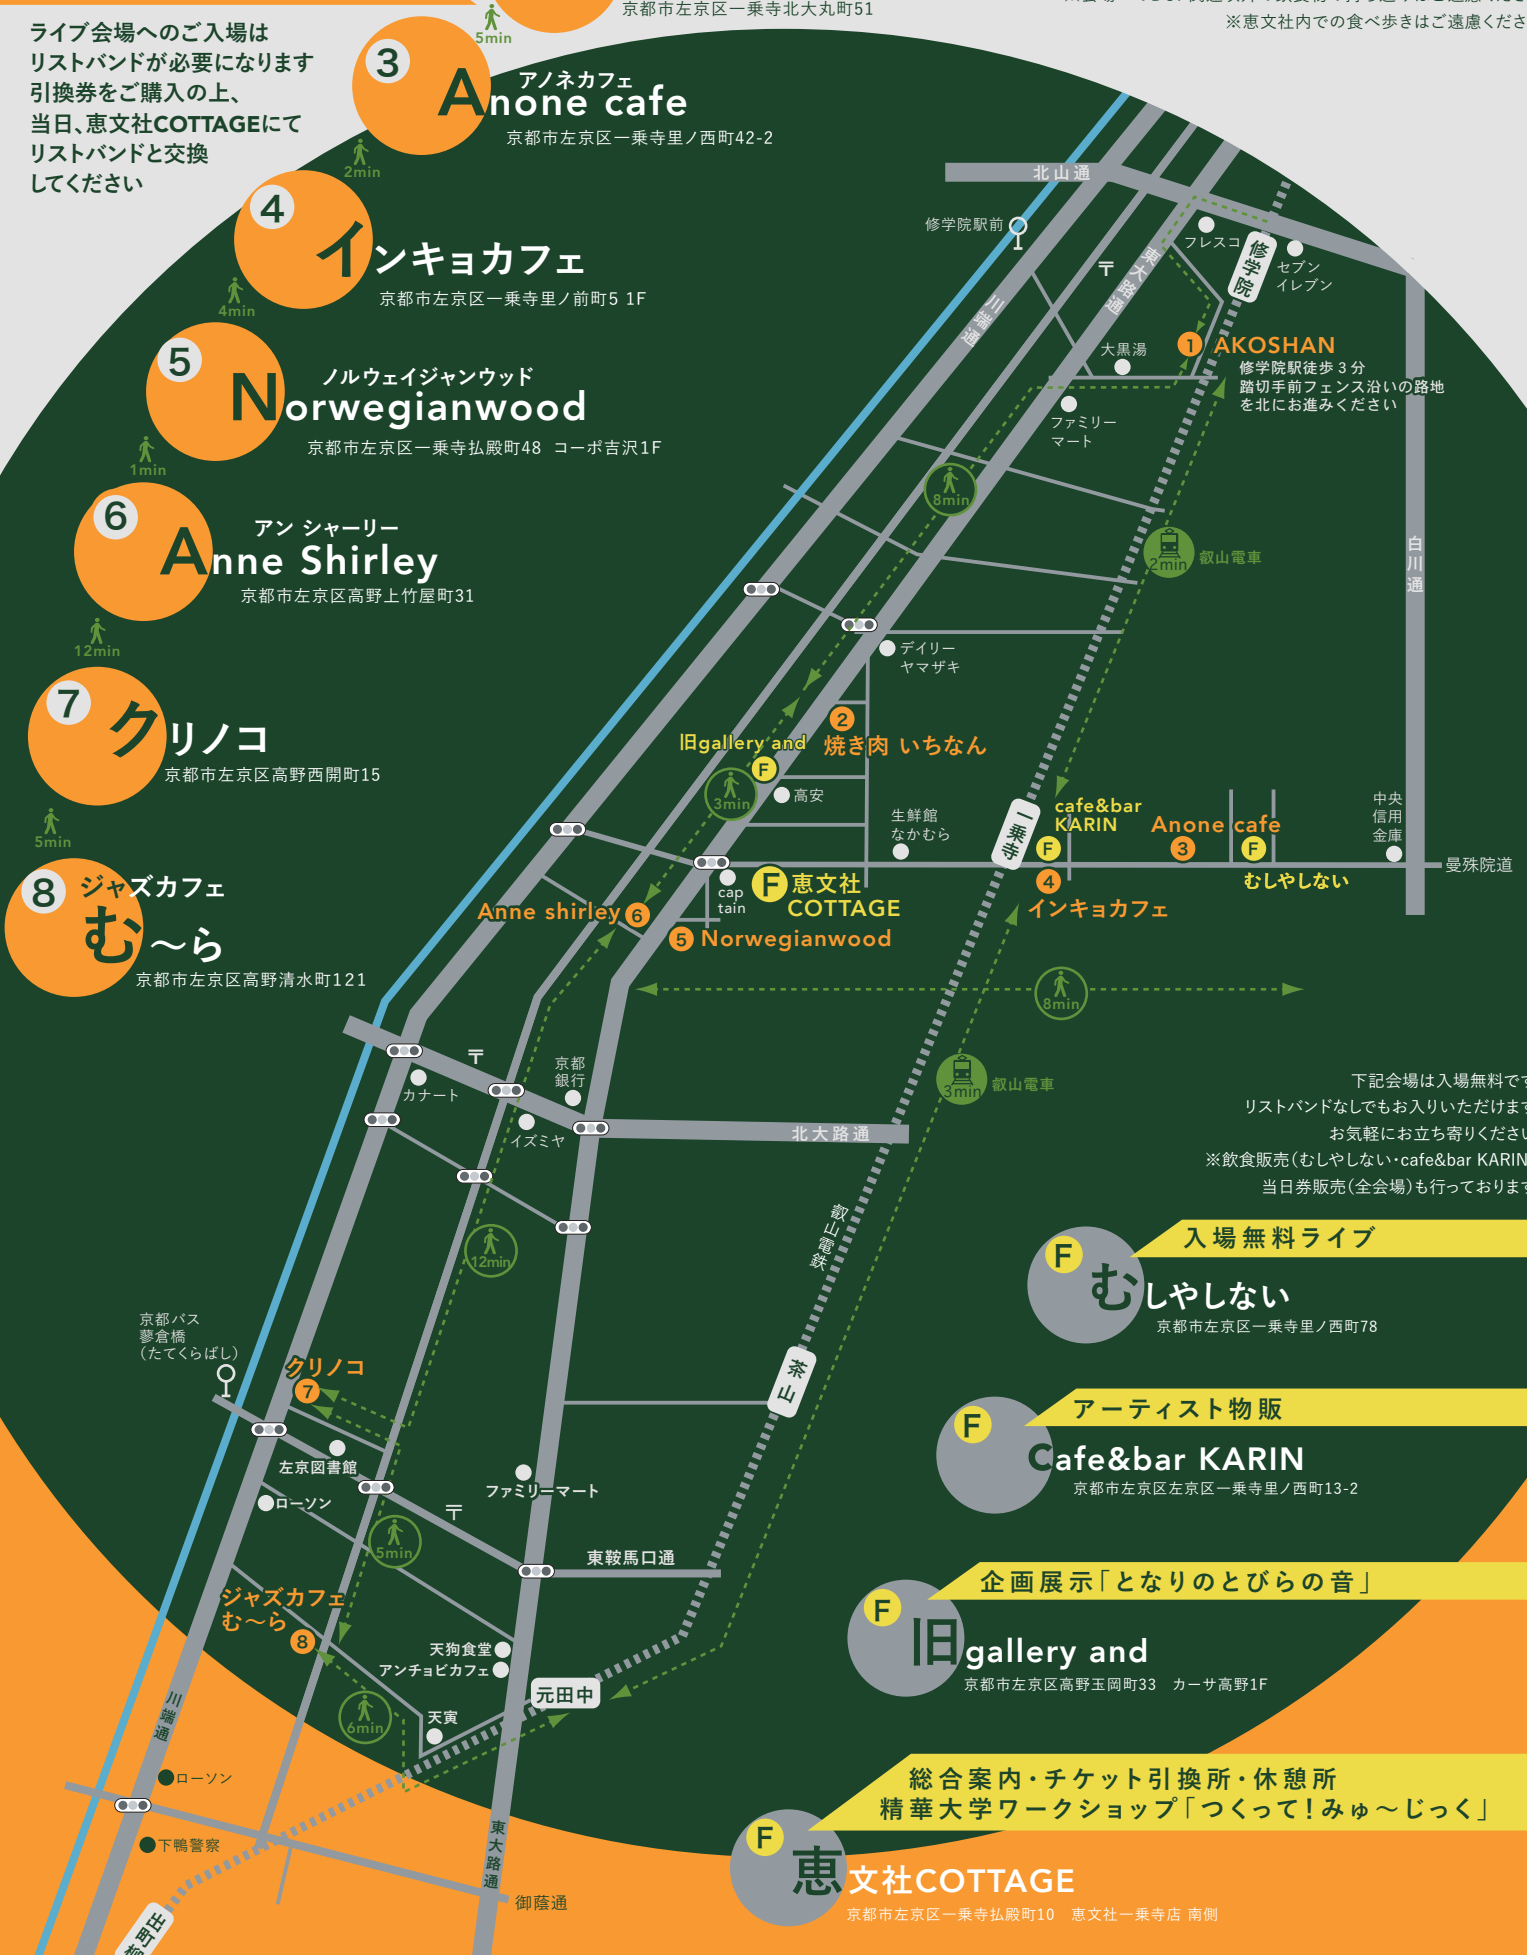 京都市左京区一乗寺北大丸町51
※恵文社内での食べ歩きはご遠慮くださ
ライブ会場へのご入場は
リストバンドが必要になります
引換券をご購入の上、
当日、恵文社COTTAGEにて
リストバンドと交換
してください
5min
3
アノネカフェ
Anone cafe
京都市左京区一乗寺里ノ西町42-2
2min
4
インキョカフェ
京都市左京区一乗寺里ノ前町5 1F
4min
5
ノルウェイジャンウッド
Norwegianwood
京都市左京区一乗寺払殿町48 コーポ吉沢1F
1min
6
アン シャーリー
Anne Shirley
京都市左京区高野上竹屋町31
12min
7
クリノコ
京都市左京区高野西開町15
5min
8
ジャズカフェ
む〜ら
京都市左京区高野清水町121
北山通
修学院駅前
フレスコ
修学院
セブン
イレブン
〒
東大路通
川端通
大黒湯
1 AKOSHAN
修学院駅徒歩3分
踏切手前フェンス沿いの路地
を北にお進みください
ファミリー
マート
8min
2min
叡山電車
白川通
デイリー
ヤマザキ
2
焼き肉 いちなん
旧gallery and
F
3min
高安
生鮮館
なかむら
一乗寺
cafe&bar
KARIN
F
Anone cafe
3
F
むしやしない
中央
信用
金庫
曼殊院道
cap
tain
F 恵文社
COTTAGE
4
インキョカフェ
Anne shirley 6
5 Norwegianwood
8min
3min
叡山電車
〒
京都
銀行
カナート
イズミヤ
北大路通
12min
叡山電鉄
下記会場は入場無料です
リストバンドなしでもお入りいただけます
お気軽にお立ち寄りください
※飲食販売(むしやしない・cafe&bar KARIN
当日券販売(全会場)も行っております
入場無料ライブ
F
むしやしない
京都市左京区一乗寺里ノ西町78
アーティスト物販
F
cafe&bar KARIN
京都市左京区左京区一乗寺里ノ西町13-2
企画展示「となりのとびらの音」
F
旧gallery and
京都市左京区高野玉岡町33 カーサ高野1F
総合案内・チケット引換所・休憩所
精華大学ワークショップ「つくって！みゅ〜じっく」
F
恵文社COTTAGE
京都市左京区一乗寺払殿町10 恵文社一乗寺店 南側
京都バス
蓼倉橋
(たてくらばし)
クリノコ
7
茶山
左京図書館
ローソン
ファミリーマート
〒
5min
東鞍馬口通
ジャズカフェ
む〜ら
8
天狗食堂
アンチョビカフェ
元田中
6min
天寅
川端通
ローソン
下鴨警察
東大路通
御蔭通